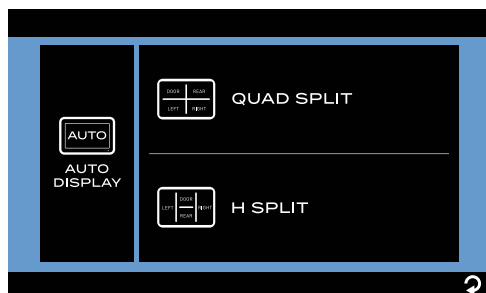 AUTO
AUTO
DISPLAY
DOOR REAR
LEFT RIGHT
QUAD SPLIT
DOOR
LEFT RIGHT
REAR
H SPLIT